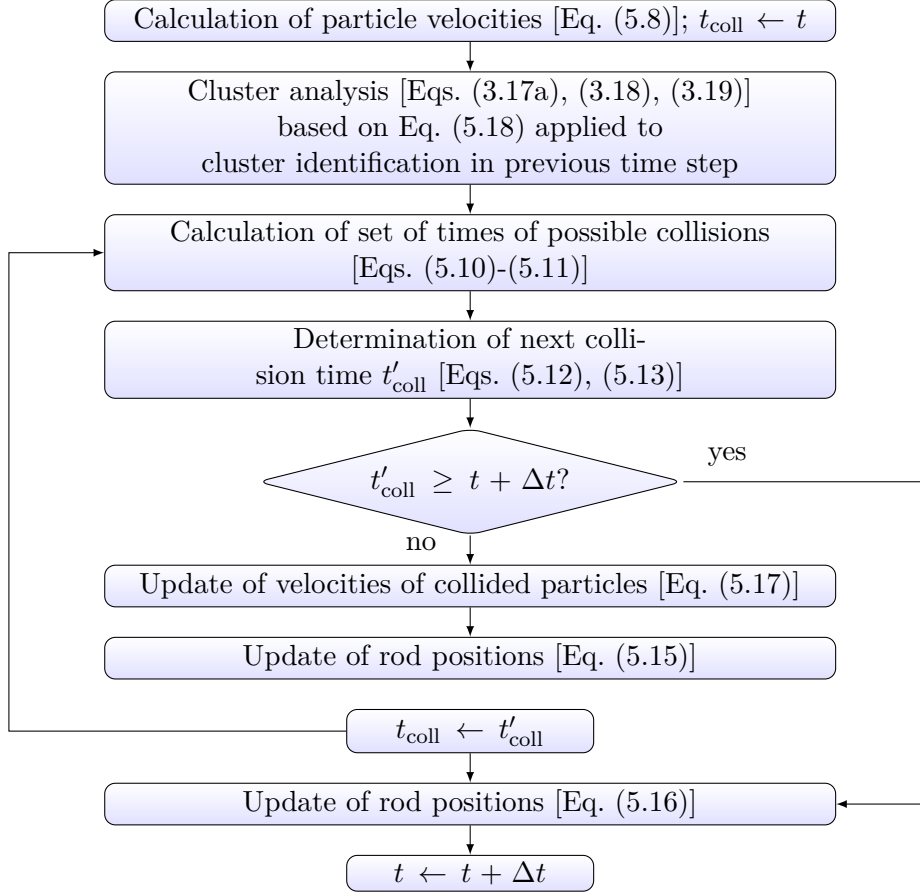 Calculation of particle velocities [Eq. (5.8)]; t_coll ← t
Cluster analysis [Eqs. (3.17a), (3.18), (3.19)]
based on Eq. (5.18) applied to
cluster identification in previous time step
Calculation of set of times of possible collisions
[Eqs. (5.10)-(5.11)]
Determination of next colli-
sion time t′_coll [Eqs. (5.12), (5.13)]
t′_coll ≥ t + Δt?
yes
no
Update of velocities of collided particles [Eq. (5.17)]
Update of rod positions [Eq. (5.15)]
t_coll ← t′_coll
Update of rod positions [Eq. (5.16)]
t ← t + Δt